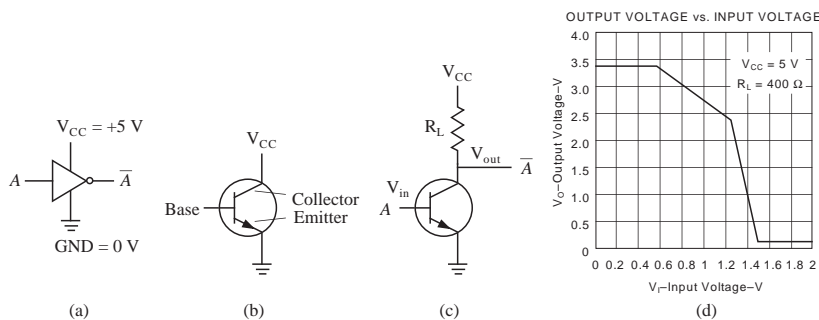 V_CC = +5 V
A
A̅
GND = 0 V
(a)
V_CC
Base
Collector
Emitter
(b)
V_CC
R_L
V_out
A̅
V_in
A
(c)
OUTPUT VOLTAGE vs. INPUT VOLTAGE
V_CC = 5 V
R_L = 400 Ω
V_O–Output Voltage–V
4.0
3.5
3.0
2.5
2.0
1.5
1.0
0.5
0.0
0 0.2 0.4 0.6 0.8 1 1.2 1.4 1.6 1.8 2
V_I–Input Voltage–V
(d)